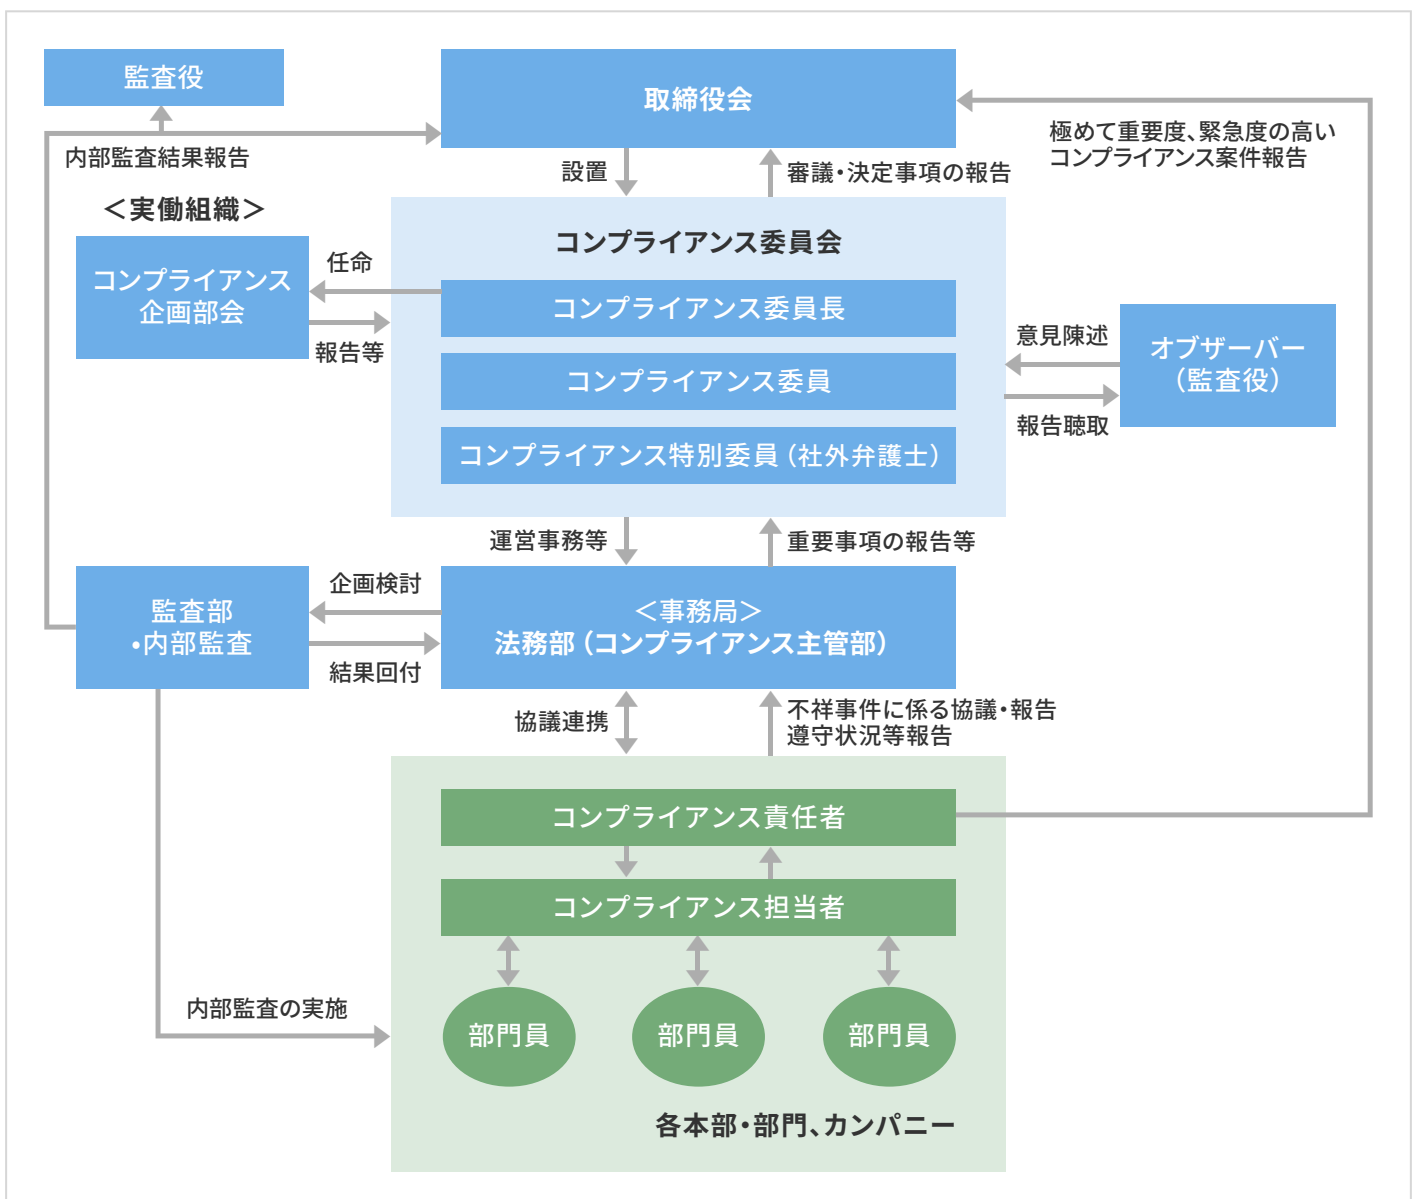 監査役
取締役会
極めて重要度、緊急度の高い
コンプライアンス案件報告
内部監査結果報告
設置
審議・決定事項の報告
＜実働組織＞
コンプライアンス
企画部会
任命
報告等
コンプライアンス委員会
コンプライアンス委員長
コンプライアンス委員
コンプライアンス特別委員（社外弁護士）
意見陳述
報告聴取
オブザーバー
（監査役）
運営事務等
重要事項の報告等
監査部
・内部監査
企画検討
結果回付
＜事務局＞
法務部（コンプライアンス主管部）
協議連携
不祥事件に係る協議・報告
遵守状況等報告
コンプライアンス責任者
コンプライアンス担当者
内部監査の実施
部門員
部門員
部門員
各本部・部門、カンパニー